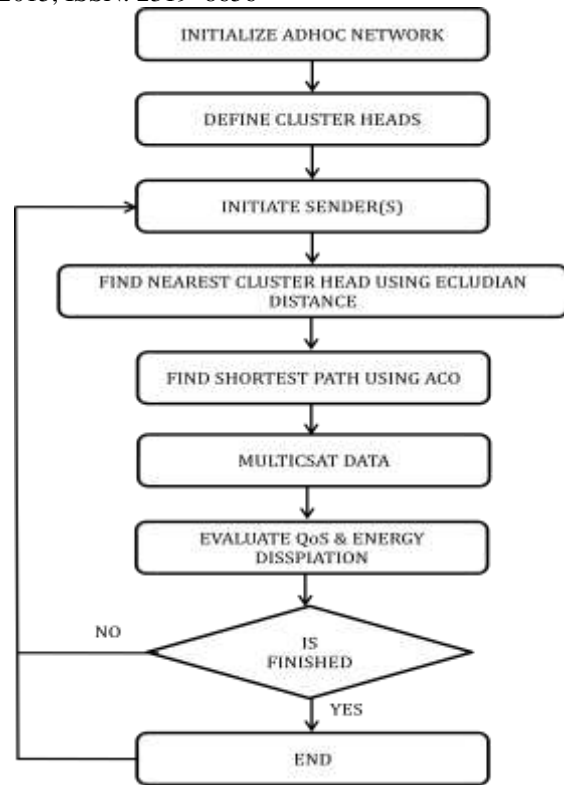 INITIALIZE ADHOC NETWORK
DEFINE CLUSTER HEADS
INITIATE SENDER(S)
FIND NEAREST CLUSTER HEAD USING ECLUDIAN
DISTANCE
FIND SHORTEST PATH USING ACO
MULTICSAT DATA
EVALUATE QoS & ENERGY
DISSPIATION
NO
IS
FINISHED
YES
END